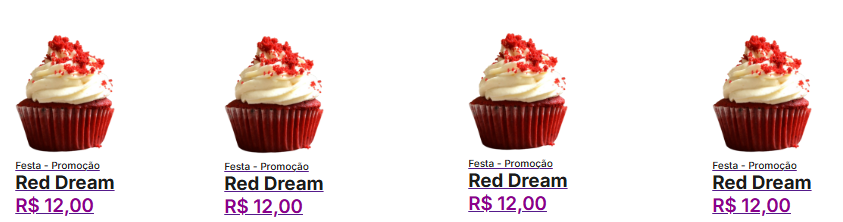 Festa - Promoção
Red Dream
R$ 12,00
Festa - Promoção
Red Dream
R$ 12,00
Festa - Promoção
Red Dream
R$ 12,00
Festa - Promoção
Red Dream
R$ 12,00